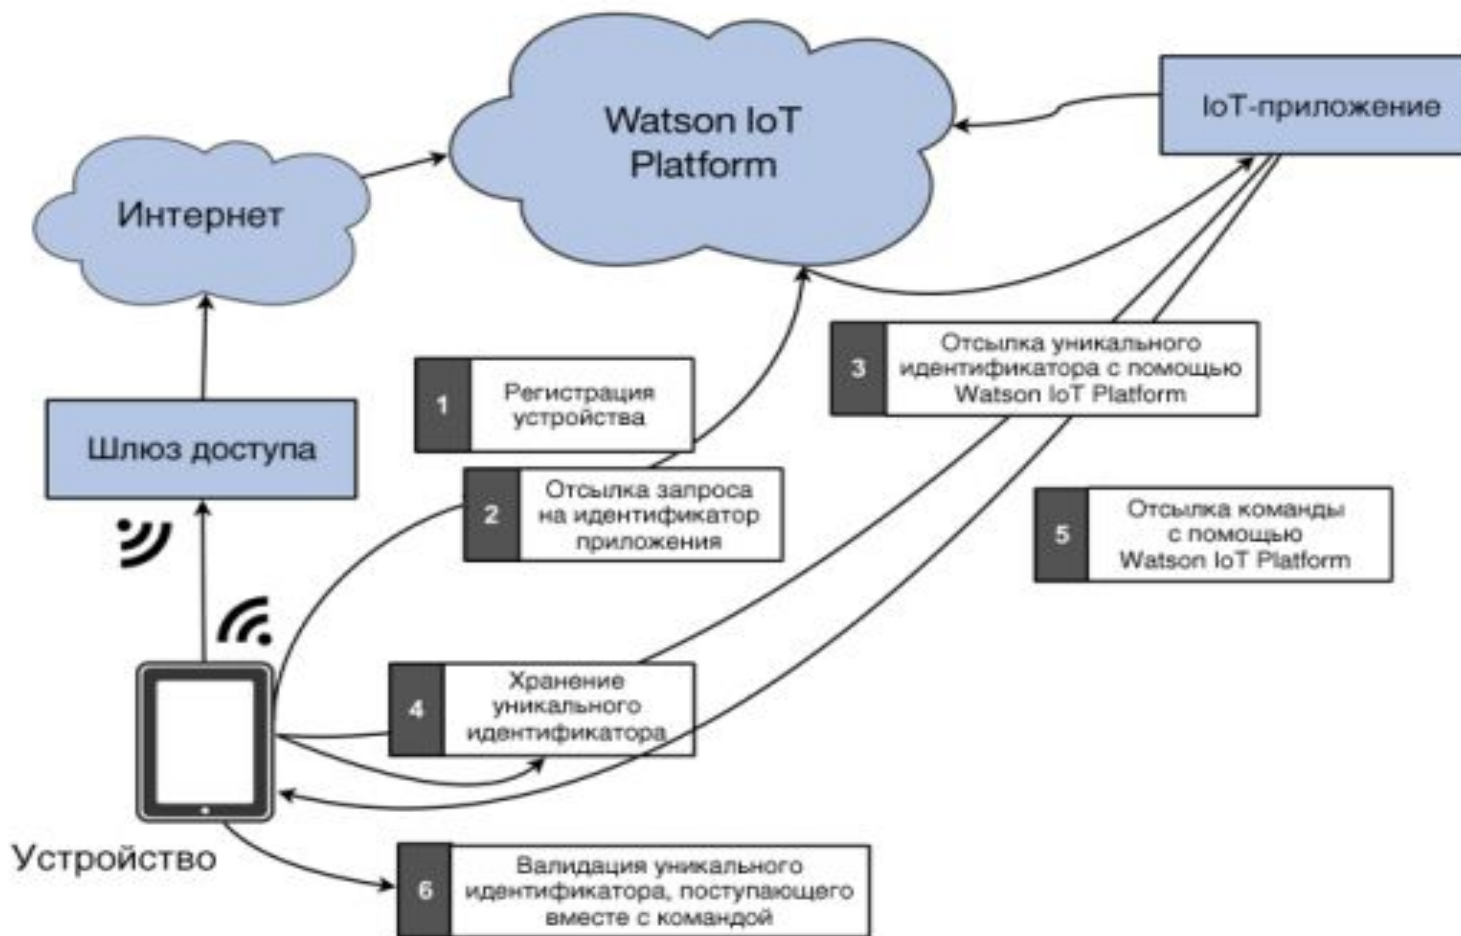 Watson IoT
Platform
IoT-приложение
Интернет
1
Регистрация
устройства
3
Отсылка уникального
идентификатора с помощью
Watson IoT Platform
Шлюз доступа
2
Отсылка запроса
на идентификатор
приложения
5
Отсылка команды
с помощью
Watson IoT Platform
4
Хранение
уникального
идентификатора
Устройство
6
Валидация уникального
идентификатора, поступающего
вместе с командой